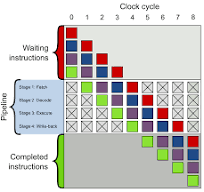 Clock cycle
0 1 2 3 4 5 6 7 8
Waiting
instructions
Pipeline
Stage 1: Fetch
Stage 2: Decode
Stage 3: Execute
Stage 4: Write-back
Completed
instructions